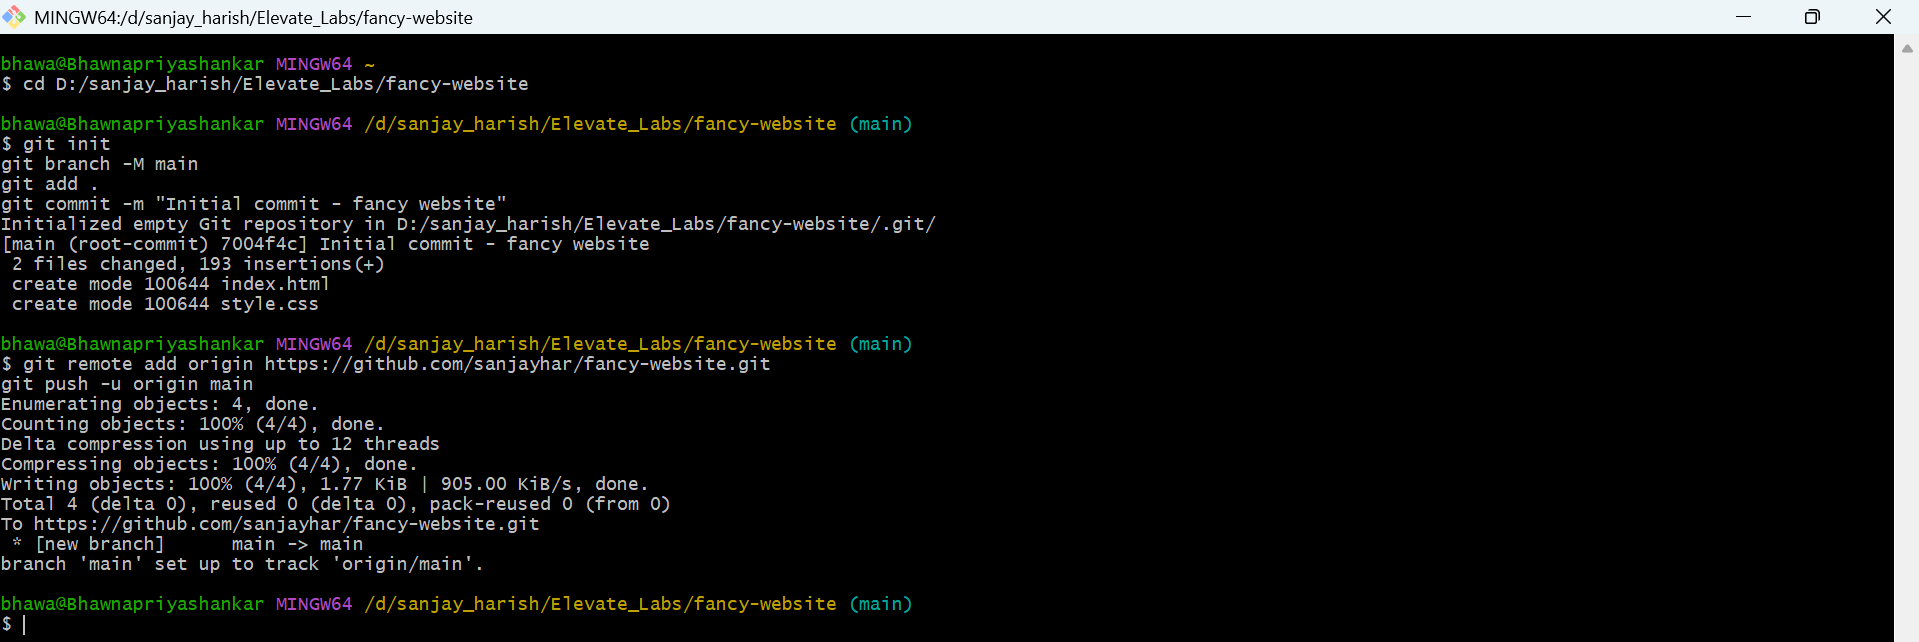 MINGW64:/d/sanjay_harish/Elevate_Labs/fancy-website
bhawa@Bhawnapriyashankar MINGW64 ~
$ cd D:/sanjay_harish/Elevate_Labs/fancy-website
bhawa@Bhawnapriyashankar MINGW64 /d/sanjay_harish/Elevate_Labs/fancy-website (main)
$ git init
git branch -M main
git add .
git commit -m "Initial commit - fancy website"
Initialized empty Git repository in D:/sanjay_harish/Elevate_Labs/fancy-website/.git/
[main (root-commit) 7004f4c] Initial commit - fancy website
 2 files changed, 193 insertions(+)
 create mode 100644 index.html
 create mode 100644 style.css
bhawa@Bhawnapriyashankar MINGW64 /d/sanjay_harish/Elevate_Labs/fancy-website (main)
$ git remote add origin https://github.com/sanjayhar/fancy-website.git
git push -u origin main
Enumerating objects: 4, done.
Counting objects: 100% (4/4), done.
Delta compression using up to 12 threads
Compressing objects: 100% (4/4), done.
Writing objects: 100% (4/4), 1.77 KiB | 905.00 KiB/s, done.
Total 4 (delta 0), reused 0 (delta 0), pack-reused 0 (from 0)
To https://github.com/sanjayhar/fancy-website.git
 * [new branch]      main -> main
branch 'main' set up to track 'origin/main'.
bhawa@Bhawnapriyashankar MINGW64 /d/sanjay_harish/Elevate_Labs/fancy-website (main)
$